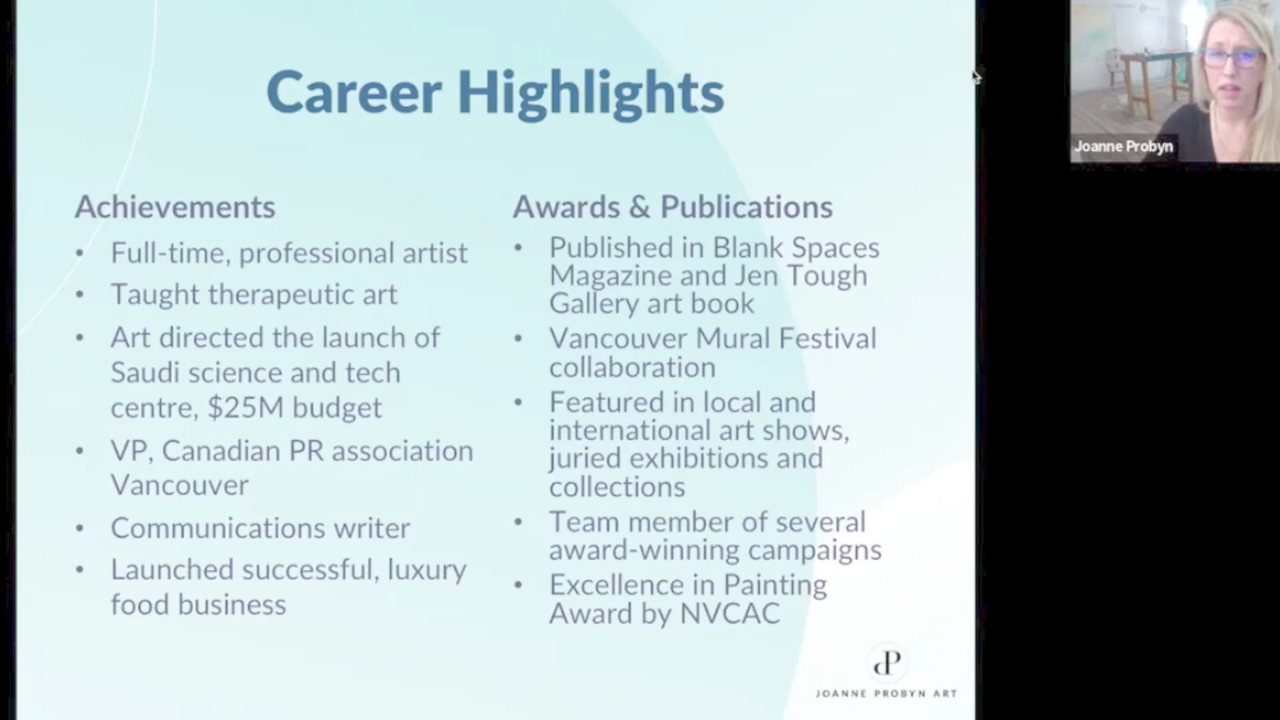 Career Highlights
Achievements
• Full-time, professional artist
• Taught therapeutic art
• Art directed the launch of
Saudi science and tech
centre, $25M budget
• VP, Canadian PR association
Vancouver
• Communications writer
• Launched successful, luxury
food business
Awards & Publications
• Published in Blank Spaces
Magazine and Jen Tough
Gallery art book
• Vancouver Mural Festival
collaboration
• Featured in local and
international art shows,
juried exhibitions and
collections
• Team member of several
award-winning campaigns
• Excellence in Painting
Award by NVCAC
JP
JOANNE PROBYN ART
Joanne Probyn